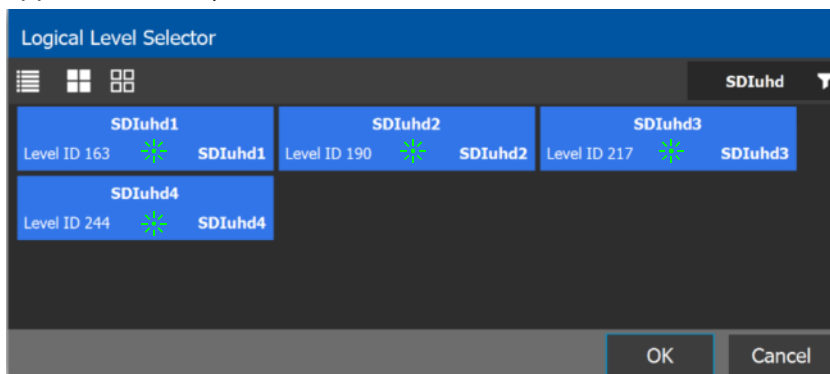 Logical Level Selector
SDIuhd
SDIuhd1
Level ID 163 SDIuhd1
SDIuhd2
Level ID 190 SDIuhd2
SDIuhd3
Level ID 217 SDIuhd3
SDIuhd4
Level ID 244 SDIuhd4
OK Cancel